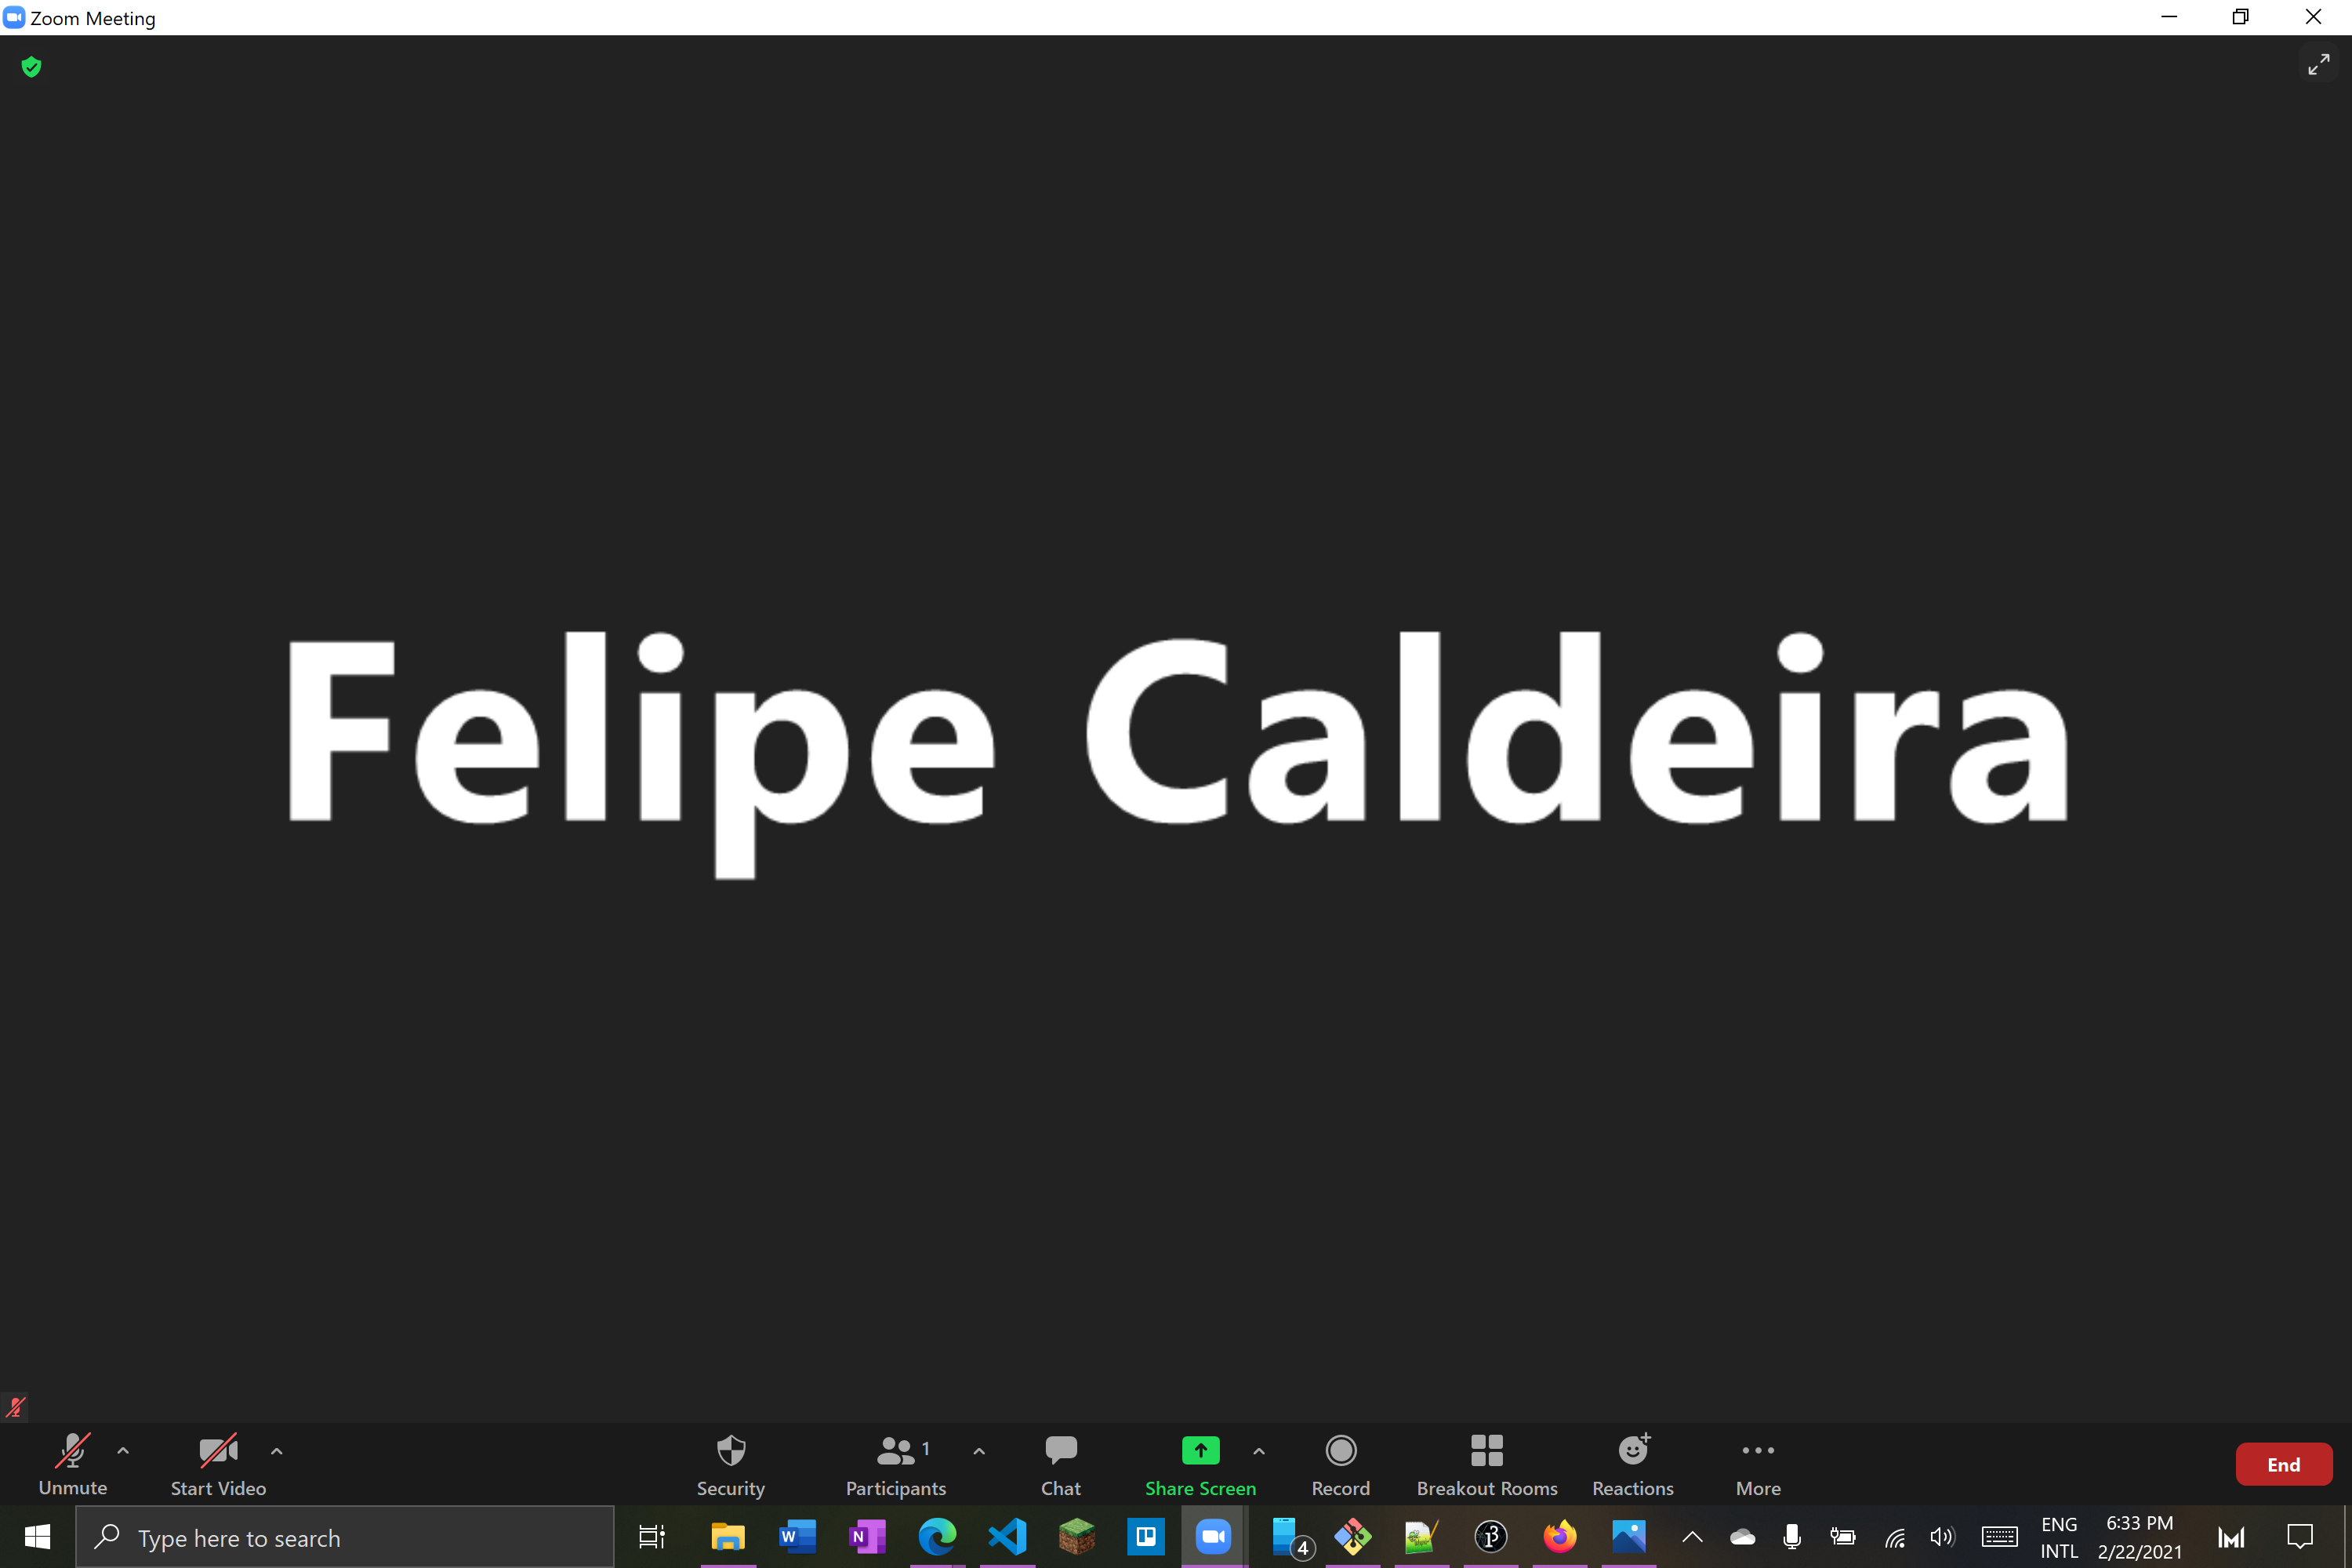 Zoom Meeting
Felipe Caldeira
Unmute
Start Video
Security
1
Participants
Chat
Share Screen
Record
Breakout Rooms
Reactions
More
End
Type here to search
W
N
4
ENG
INTL
6:33 PM
2/22/2021